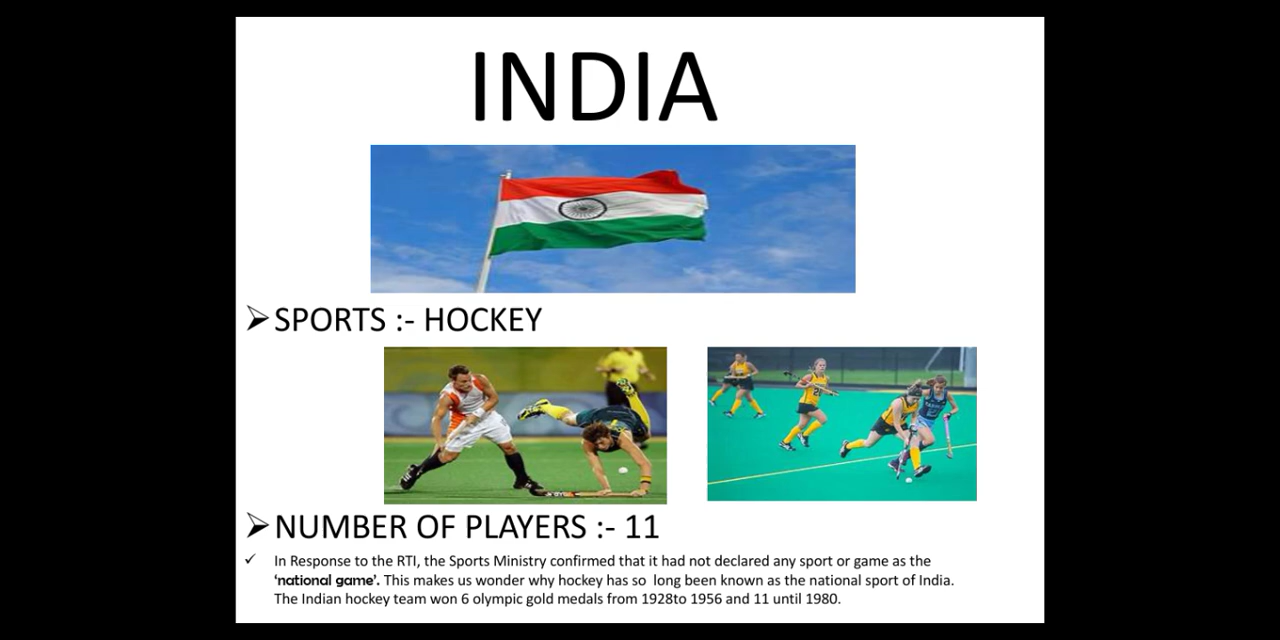 INDIA
➢SPORTS :- HOCKEY
➢NUMBER OF PLAYERS :- 11
✓ In Response to the RTI, the Sports Ministry confirmed that it had not declared any sport or game as the
‘national game’. This makes us wonder why hockey has so  long been known as the national sport of India.
The Indian hockey team won 6 olympic gold medals from 1928to 1956 and 11 until 1980.